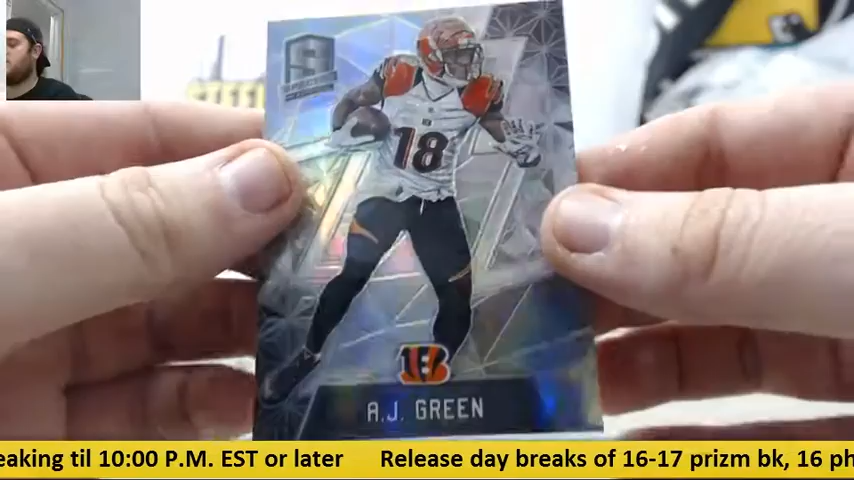 18
B
A.J. GREEN
eaking til 10:00 P.M. EST or later Release day breaks of 16-17 prizm bk, 16 ph